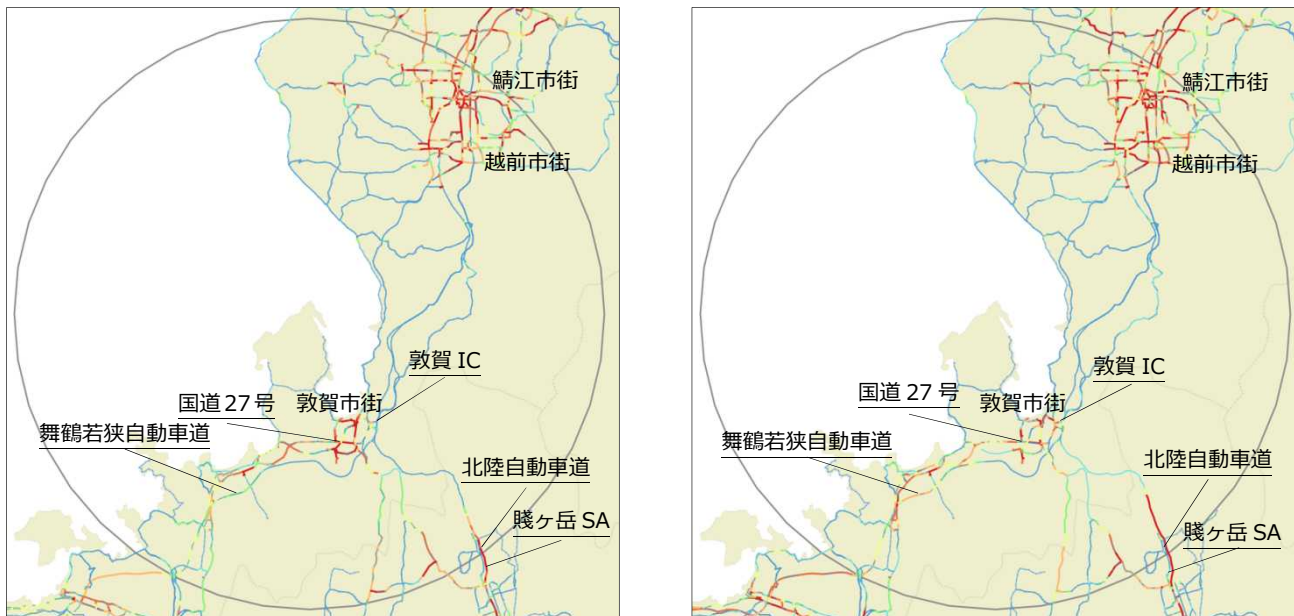 鯖江市街
越前市街
敦賀 IC
国道 27 号
敦賀市街
舞鶴若狭自動車道
北陸自動車道
賤ヶ岳 SA
鯖江市街
越前市街
敦賀 IC
国道 27 号
敦賀市街
舞鶴若狭自動車道
北陸自動車道
賤ヶ岳 SA